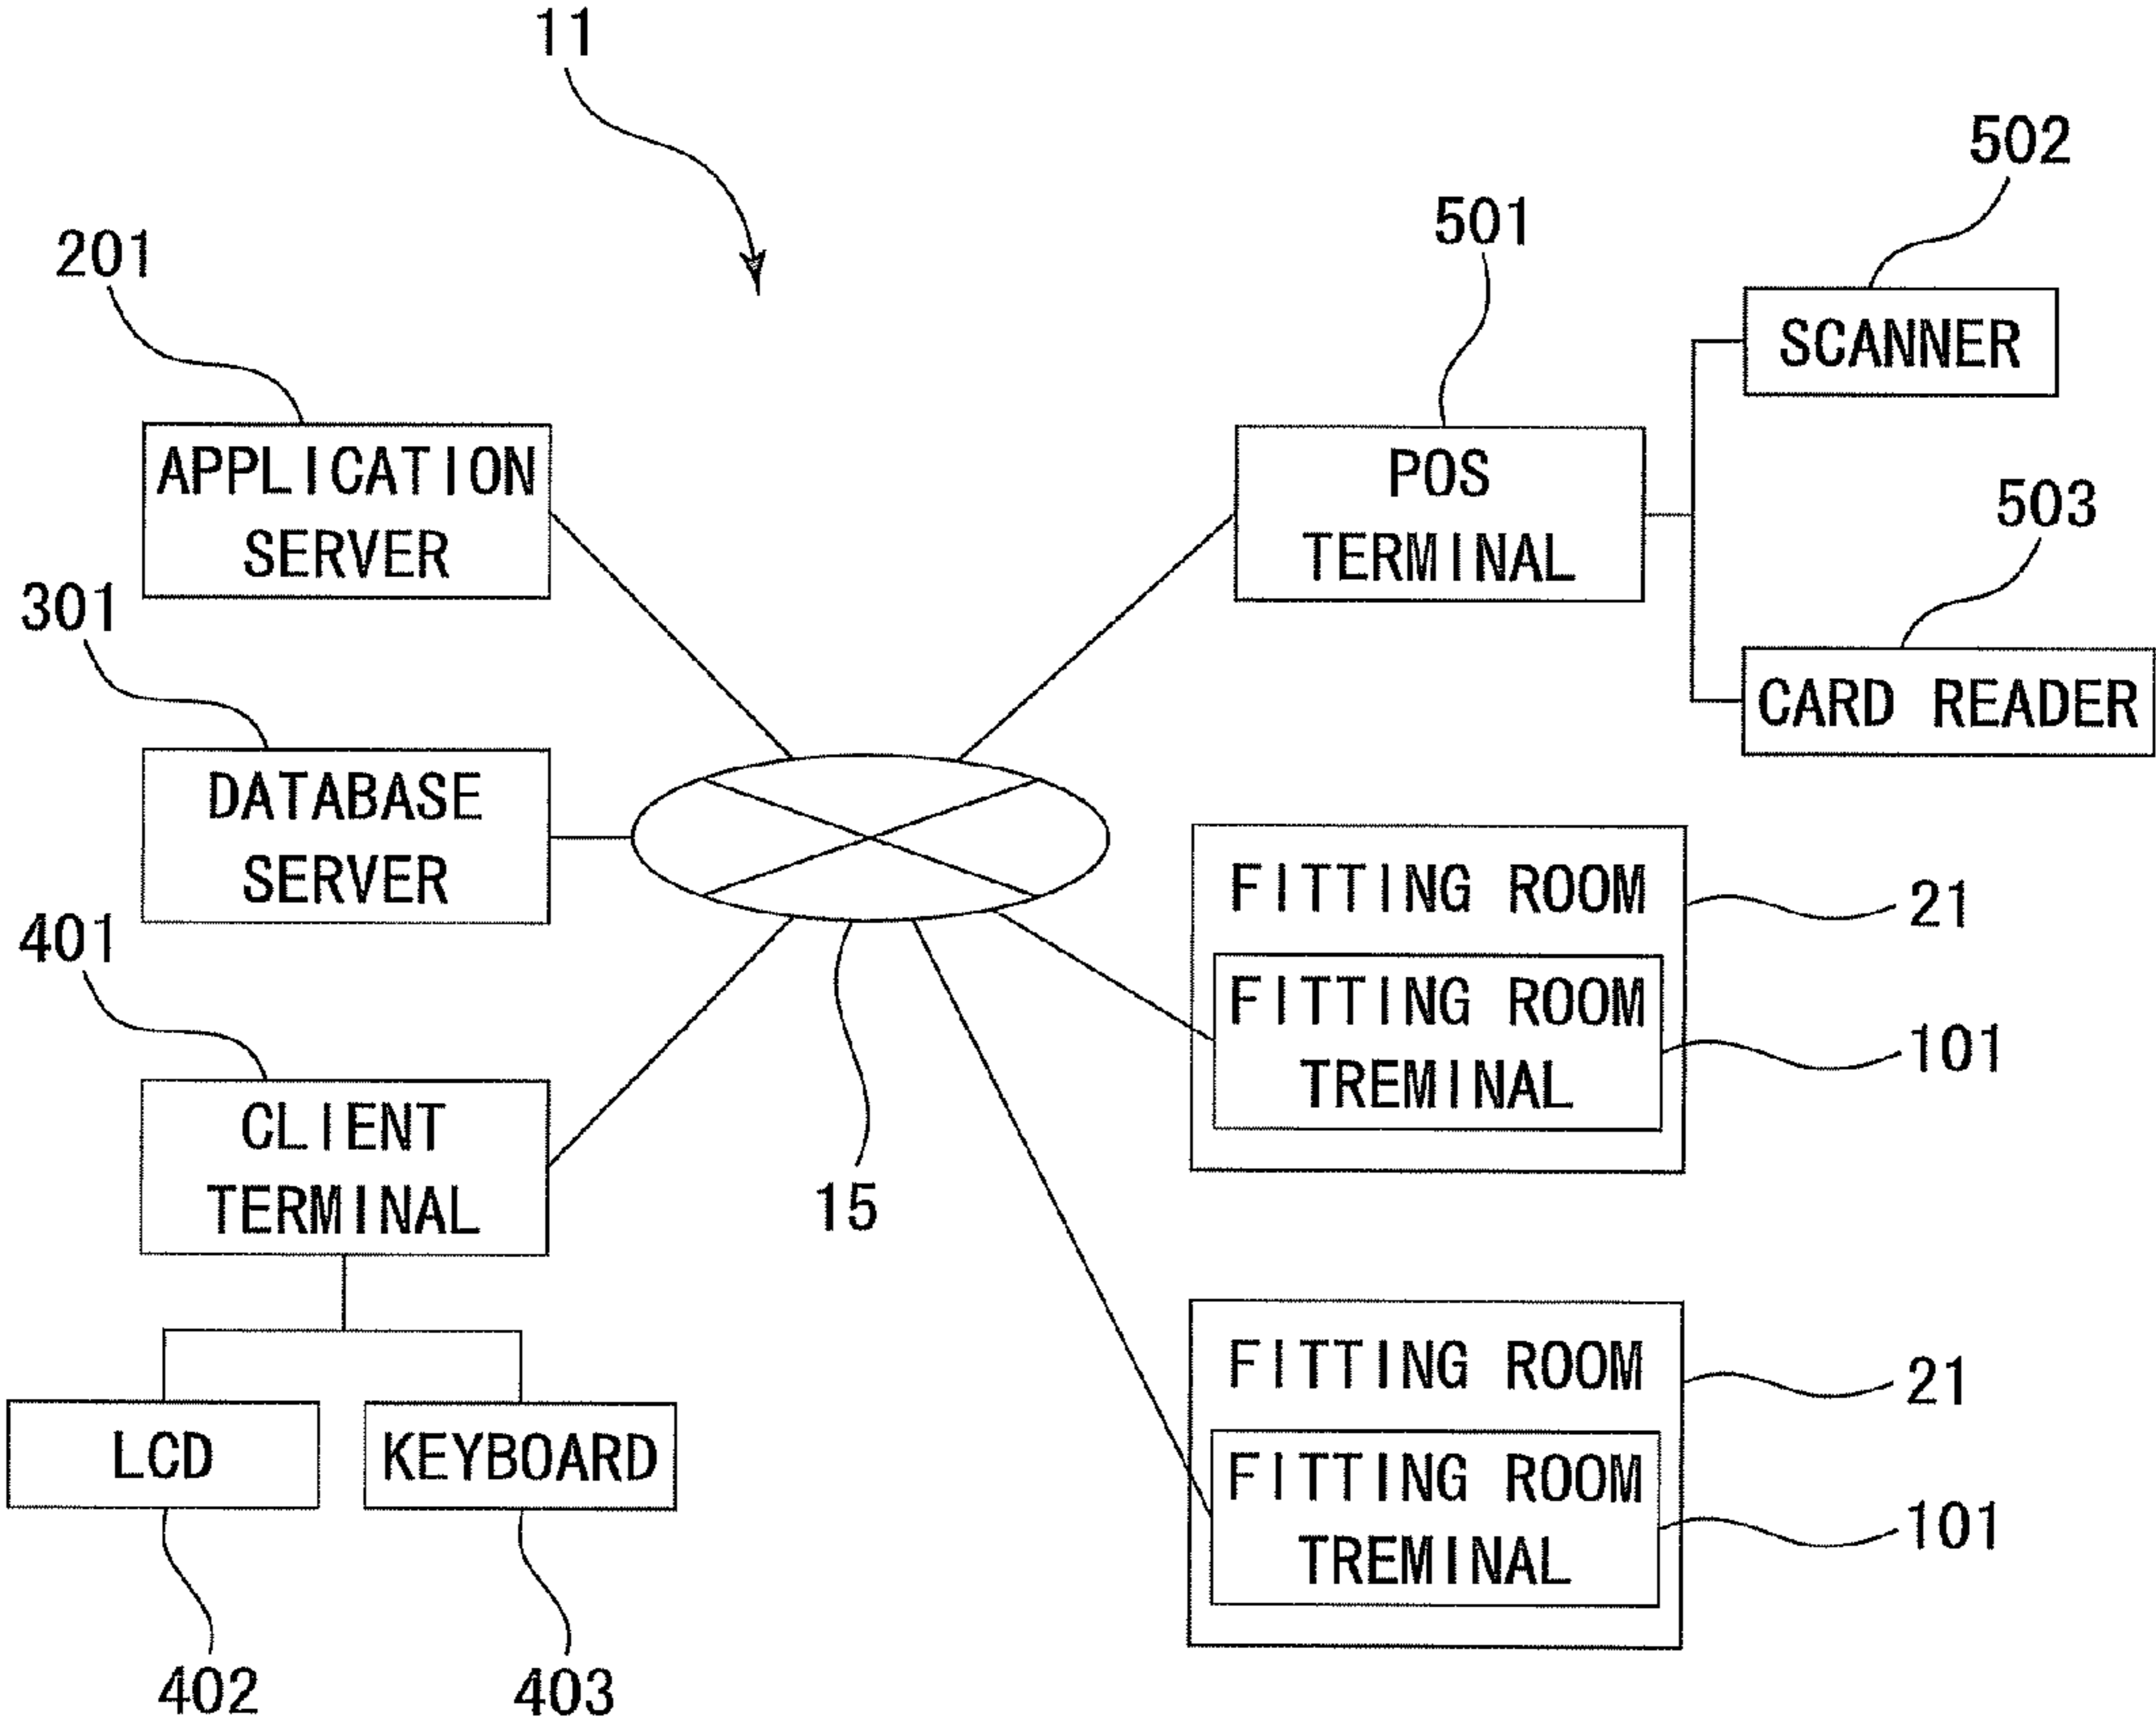 11
502
501
201
SCANNER
APPLICATION
SERVER
POS
TERMINAL
503
301
CARD READER
DATABASE
SERVER
FITTING ROOM
21
401
FITTING ROOM
TREMINAL
101
CLIENT
TERMINAL
15
FITTING ROOM
21
LCD
KEYBOARD
FITTING ROOM
TREMINAL
101
402
403